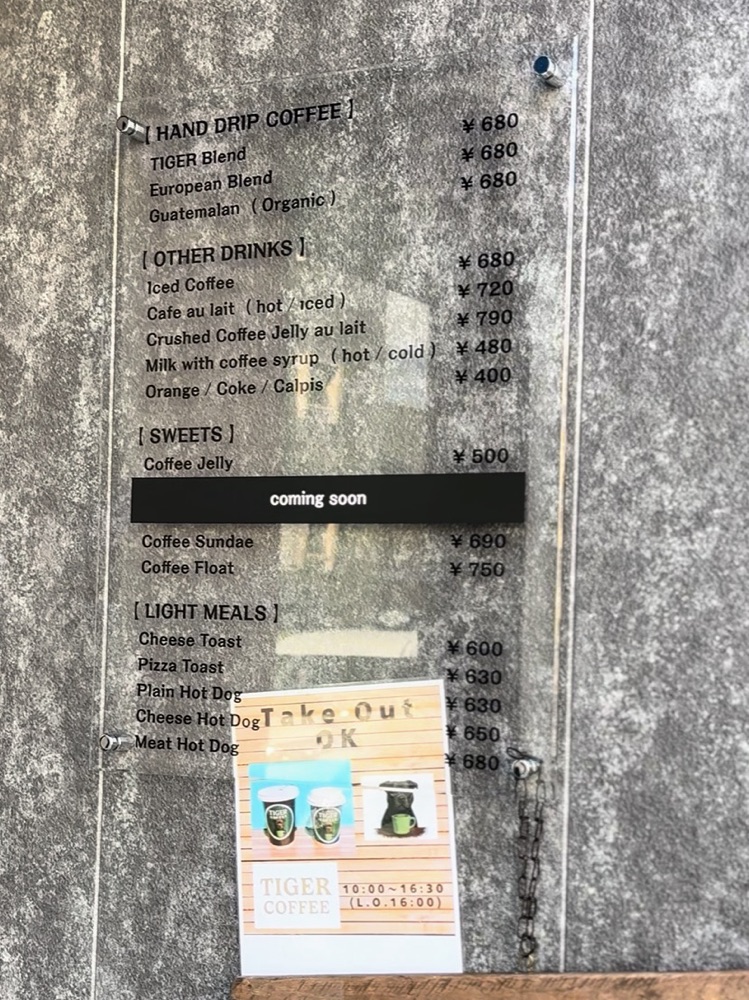 [ HAND DRIP COFFEE ]
TIGER Blend ¥ 680
European Blend ¥ 680
Guatemalan ( Organic ) ¥ 680
[ OTHER DRINKS ]
Iced Coffee ¥ 680
Cafe au lait ( hot / iced ) ¥ 720
Crushed Coffee Jelly au lait ¥ 790
Milk with coffee syrup ( hot / cold ) ¥ 480
Orange / Coke / Calpis ¥ 400
[ SWEETS ]
Coffee Jelly ¥ 500
coming soon
Coffee Sundae ¥ 690
Coffee Float ¥ 750
[ LIGHT MEALS ]
Cheese Toast ¥ 600
Pizza Toast ¥ 630
Plain Hot Dog ¥ 630
Cheese Hot Dog ¥ 650
Meat Hot Dog ¥ 680
Take Out
OK
TIGER
COFFEE
10:00~16:30
(L.O.16:00)